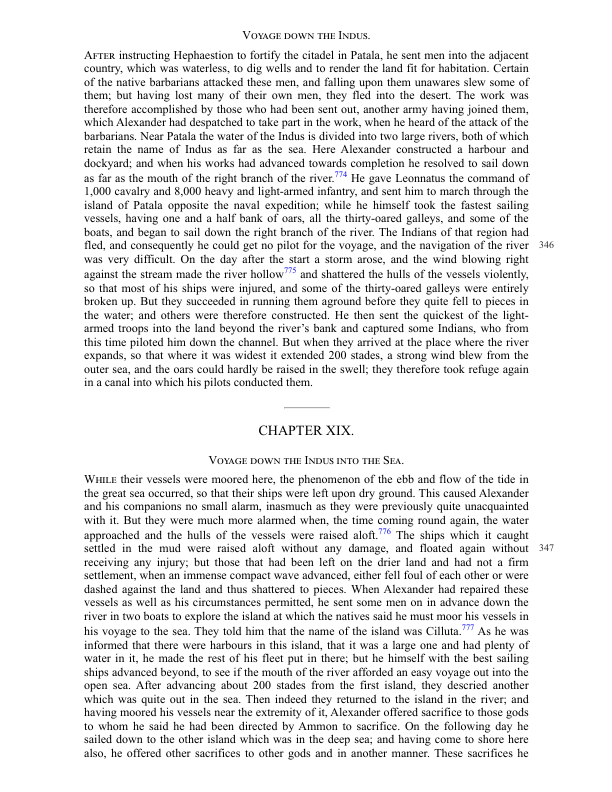 Voyage down the Indus.
After instructing Hephaestion to fortify the citadel in Patala, he sent men into the adjacent
country, which was waterless, to dig wells and to render the land fit for habitation. Certain
of the native barbarians attacked these men, and falling upon them unawares slew some of
them; but having lost many of their own men, they fled into the desert. The work was
therefore accomplished by those who had been sent out, another army having joined them,
which Alexander had despatched to take part in the work, when he heard of the attack of the
barbarians. Near Patala the water of the Indus is divided into two large rivers, both of which
retain the name of Indus as far as the sea. Here Alexander constructed a harbour and
dockyard; and when his works had advanced towards completion he resolved to sail down
as far as the mouth of the right branch of the river.774 He gave Leonnatus the command of
1,000 cavalry and 8,000 heavy and light-armed infantry, and sent him to march through the
island of Patala opposite the naval expedition; while he himself took the fastest sailing
vessels, having one and a half bank of oars, all the thirty-oared galleys, and some of the
boats, and began to sail down the right branch of the river. The Indians of that region had
fled, and consequently he could get no pilot for the voyage, and the navigation of the river 346
was very difficult. On the day after the start a storm arose, and the wind blowing right
against the stream made the river hollow775 and shattered the hulls of the vessels violently,
so that most of his ships were injured, and some of the thirty-oared galleys were entirely
broken up. But they succeeded in running them aground before they quite fell to pieces in
the water; and others were therefore constructed. He then sent the quickest of the light-
armed troops into the land beyond the river's bank and captured some Indians, who from
this time piloted him down the channel. But when they arrived at the place where the river
expands, so that where it was widest it extended 200 stades, a strong wind blew from the
outer sea, and the oars could hardly be raised in the swell; they therefore took refuge again
in a canal into which his pilots conducted them.
CHAPTER XIX.
Voyage down the Indus into the Sea.
While their vessels were moored here, the phenomenon of the ebb and flow of the tide in
the great sea occurred, so that their ships were left upon dry ground. This caused Alexander
and his companions no small alarm, inasmuch as they were previously quite unacquainted
with it. But they were much more alarmed when, the time coming round again, the water
approached and the hulls of the vessels were raised aloft.776 The ships which it caught
settled in the mud were raised aloft without any damage, and floated again without 347
receiving any injury; but those that had been left on the drier land and had not a firm
settlement, when an immense compact wave advanced, either fell foul of each other or were
dashed against the land and thus shattered to pieces. When Alexander had repaired these
vessels as well as his circumstances permitted, he sent some men on in advance down the
river in two boats to explore the island at which the natives said he must moor his vessels in
his voyage to the sea. They told him that the name of the island was Cilluta.777 As he was
informed that there were harbours in this island, that it was a large one and had plenty of
water in it, he made the rest of his fleet put in there; but he himself with the best sailing
ships advanced beyond, to see if the mouth of the river afforded an easy voyage out into the
open sea. After advancing about 200 stades from the first island, they descried another
which was quite out in the sea. Then indeed they returned to the island in the river; and
having moored his vessels near the extremity of it, Alexander offered sacrifice to those gods
to whom he said he had been directed by Ammon to sacrifice. On the following day he
sailed down to the other island which was in the deep sea; and having come to shore here
also, he offered other sacrifices to other gods and in another manner. These sacrifices he